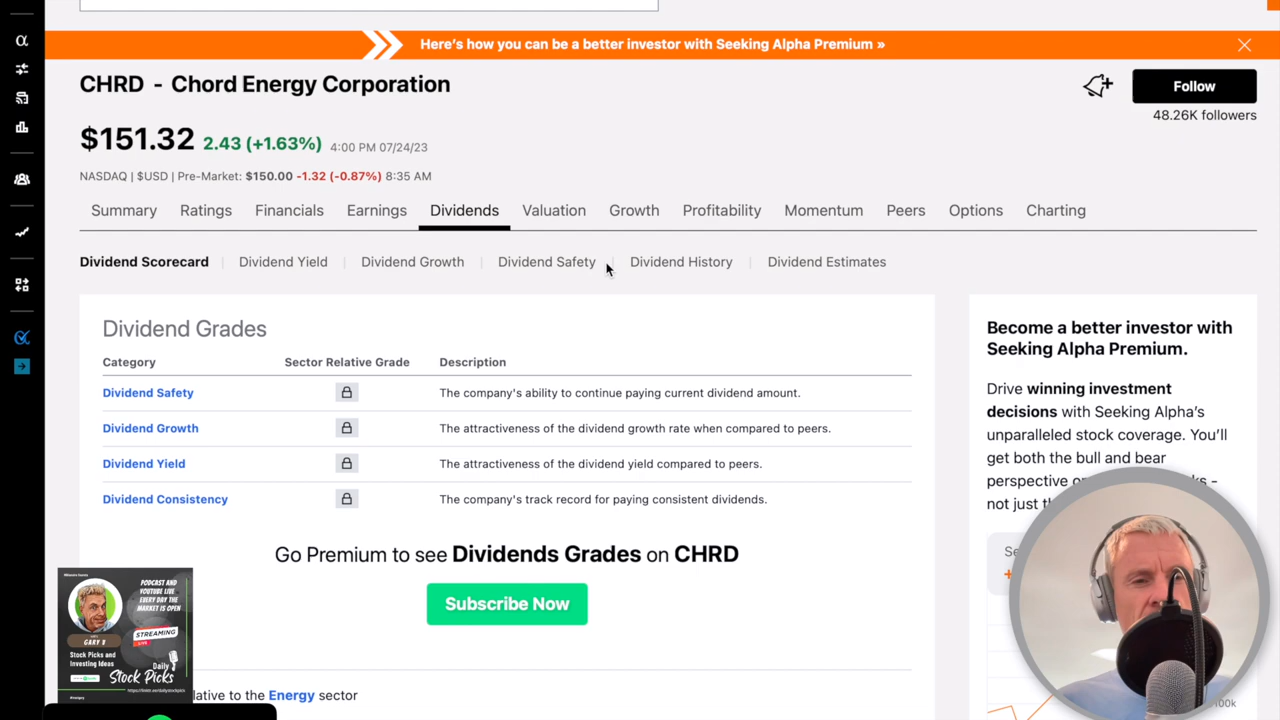 Here's how you can be a better investor with Seeking Alpha Premium »
CHRD - Chord Energy Corporation
Follow
48.26K followers
$151.32 2.43 (+1.63%) 4:00 PM 07/24/23
NASDAQ | $USD | Pre-Market: $150.00 -1.32 (-0.87%) 8:35 AM
Summary Ratings Financials Earnings Dividends Valuation Growth Profitability Momentum Peers Options Charting
Dividend Scorecard | Dividend Yield | Dividend Growth | Dividend Safety | Dividend History | Dividend Estimates
Dividend Grades
Category Sector Relative Grade Description
Dividend Safety The company's ability to continue paying current dividend amount.
Dividend Growth The attractiveness of the dividend growth rate when compared to peers.
Dividend Yield The attractiveness of the dividend yield compared to peers.
Dividend Consistency The company's track record for paying consistent dividends.
Go Premium to see Dividends Grades on CHRD
Subscribe Now
lative to the Energy sector
Become a better investor with
Seeking Alpha Premium.
Drive winning investment
decisions with Seeking Alpha's
unparalleled stock coverage. You'll
get both the bull and bear
perspective
not just
Se
100k
PODCAST AND
YOUTUBE LIVE
EVERY DAY THE
MARKET IS OPEN
STREAMING
LIVE
GARY B
Stock Picks and
Investing Ideas
Daily
Stock Picks